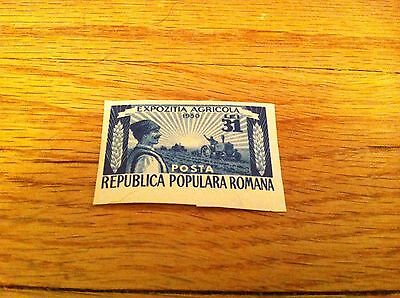 EXPOZITIA AGRICOLA
1950
LEI
31
POSTA
REPUBLICA POPULARA ROMANA